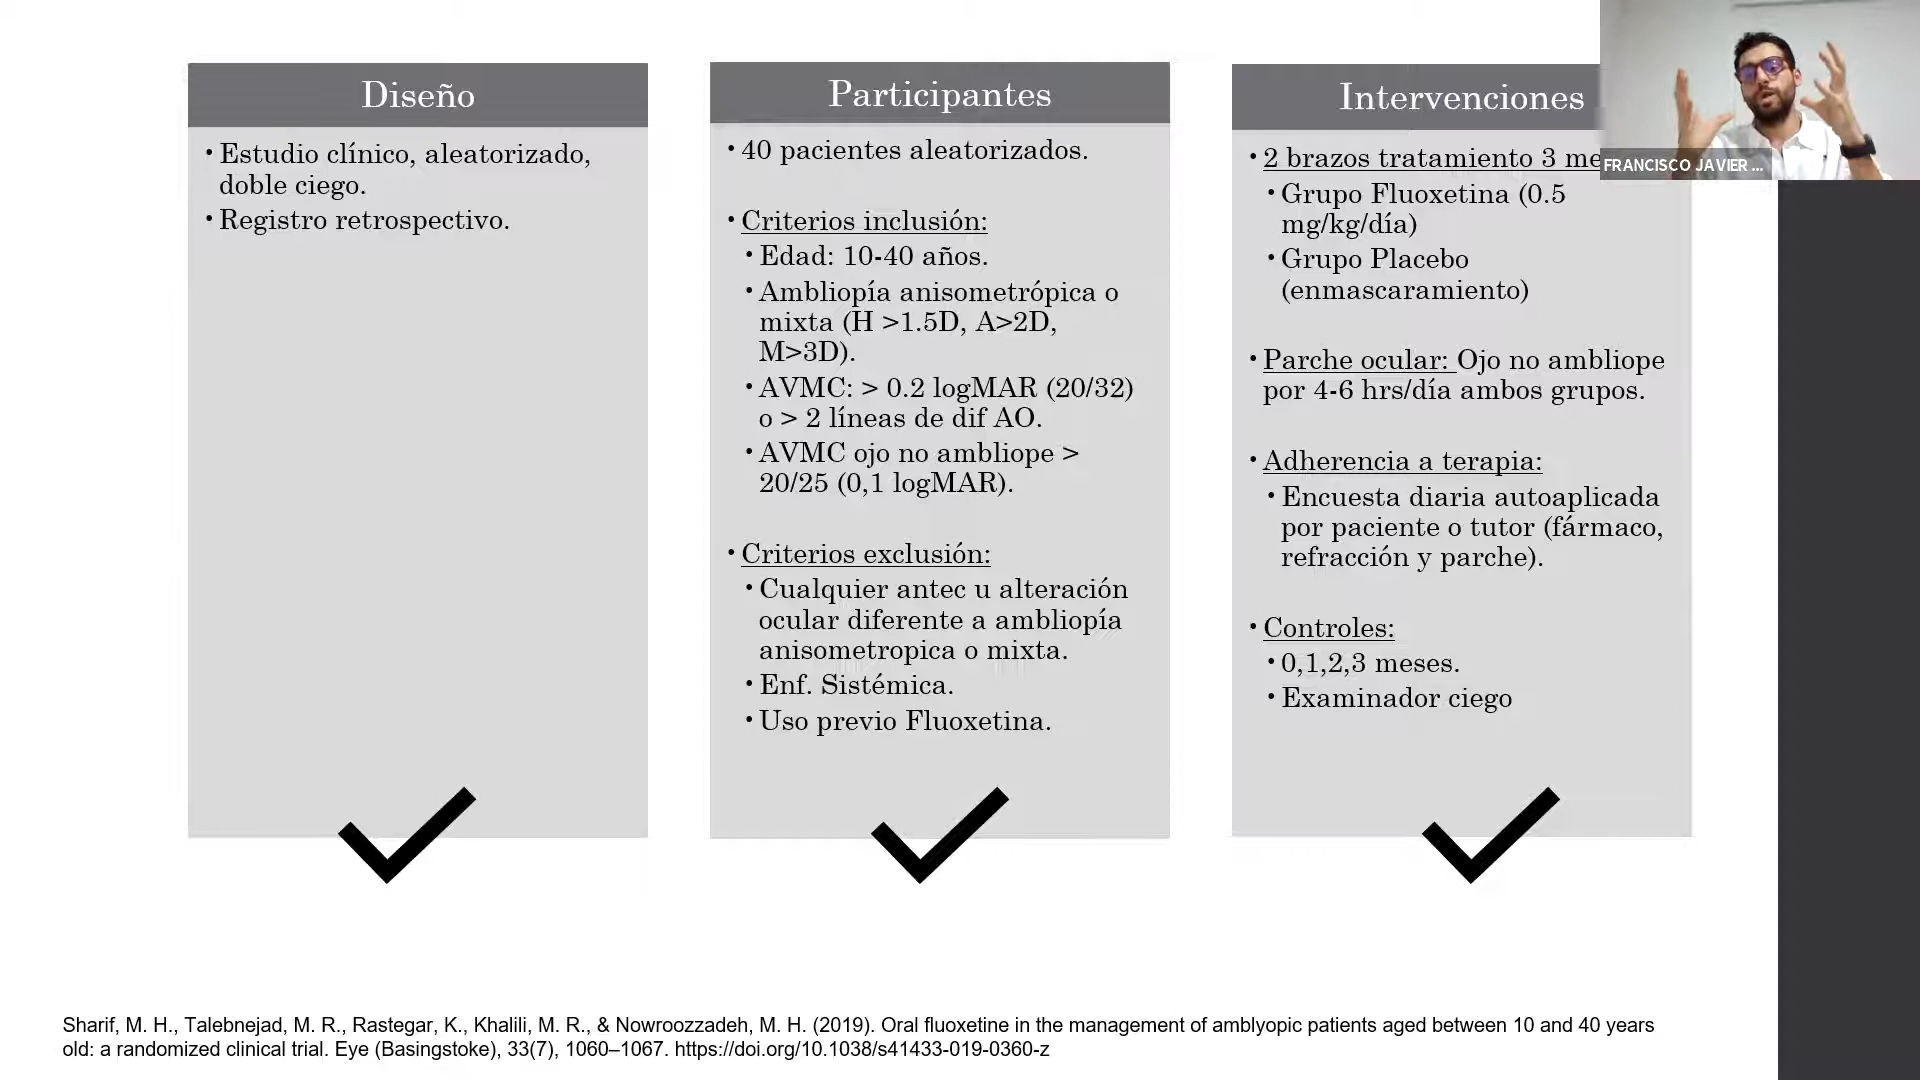 Diseño
• Estudio clínico, aleatorizado,
doble ciego.
• Registro retrospectivo.
Participantes
• 40 pacientes aleatorizados.
• Criterios inclusión:
• Edad: 10-40 años.
• Ambliopía anisometrópica o
mixta (H >1.5D, A>2D,
M>3D).
• AVMC: > 0.2 logMAR (20/32)
o > 2 líneas de dif AO.
• AVMC ojo no ambliope >
20/25 (0,1 logMAR).
• Criterios exclusión:
• Cualquier antec u alteración
ocular diferente a ambliopía
anisometropica o mixta.
• Enf. Sistémica.
• Uso previo Fluoxetina.
Intervenciones
• 2 brazos tratamiento 3 me
• Grupo Fluoxetina (0.5
mg/kg/día)
• Grupo Placebo
(enmascaramiento)
• Parche ocular: Ojo no ambliope
por 4-6 hrs/día ambos grupos.
• Adherencia a terapia:
• Encuesta diaria autoaplicada
por paciente o tutor (fármaco,
refracción y parche).
• Controles:
• 0,1,2,3 meses.
• Examinador ciego
FRANCISCO JAVIER ...
Sharif, M. H., Talebnejad, M. R., Rastegar, K., Khalili, M. R., & Nowroozzadeh, M. H. (2019). Oral fluoxetine in the management of amblyopic patients aged between 10 and 40 years
old: a randomized clinical trial. Eye (Basingstoke), 33(7), 1060–1067. https://doi.org/10.1038/s41433-019-0360-z